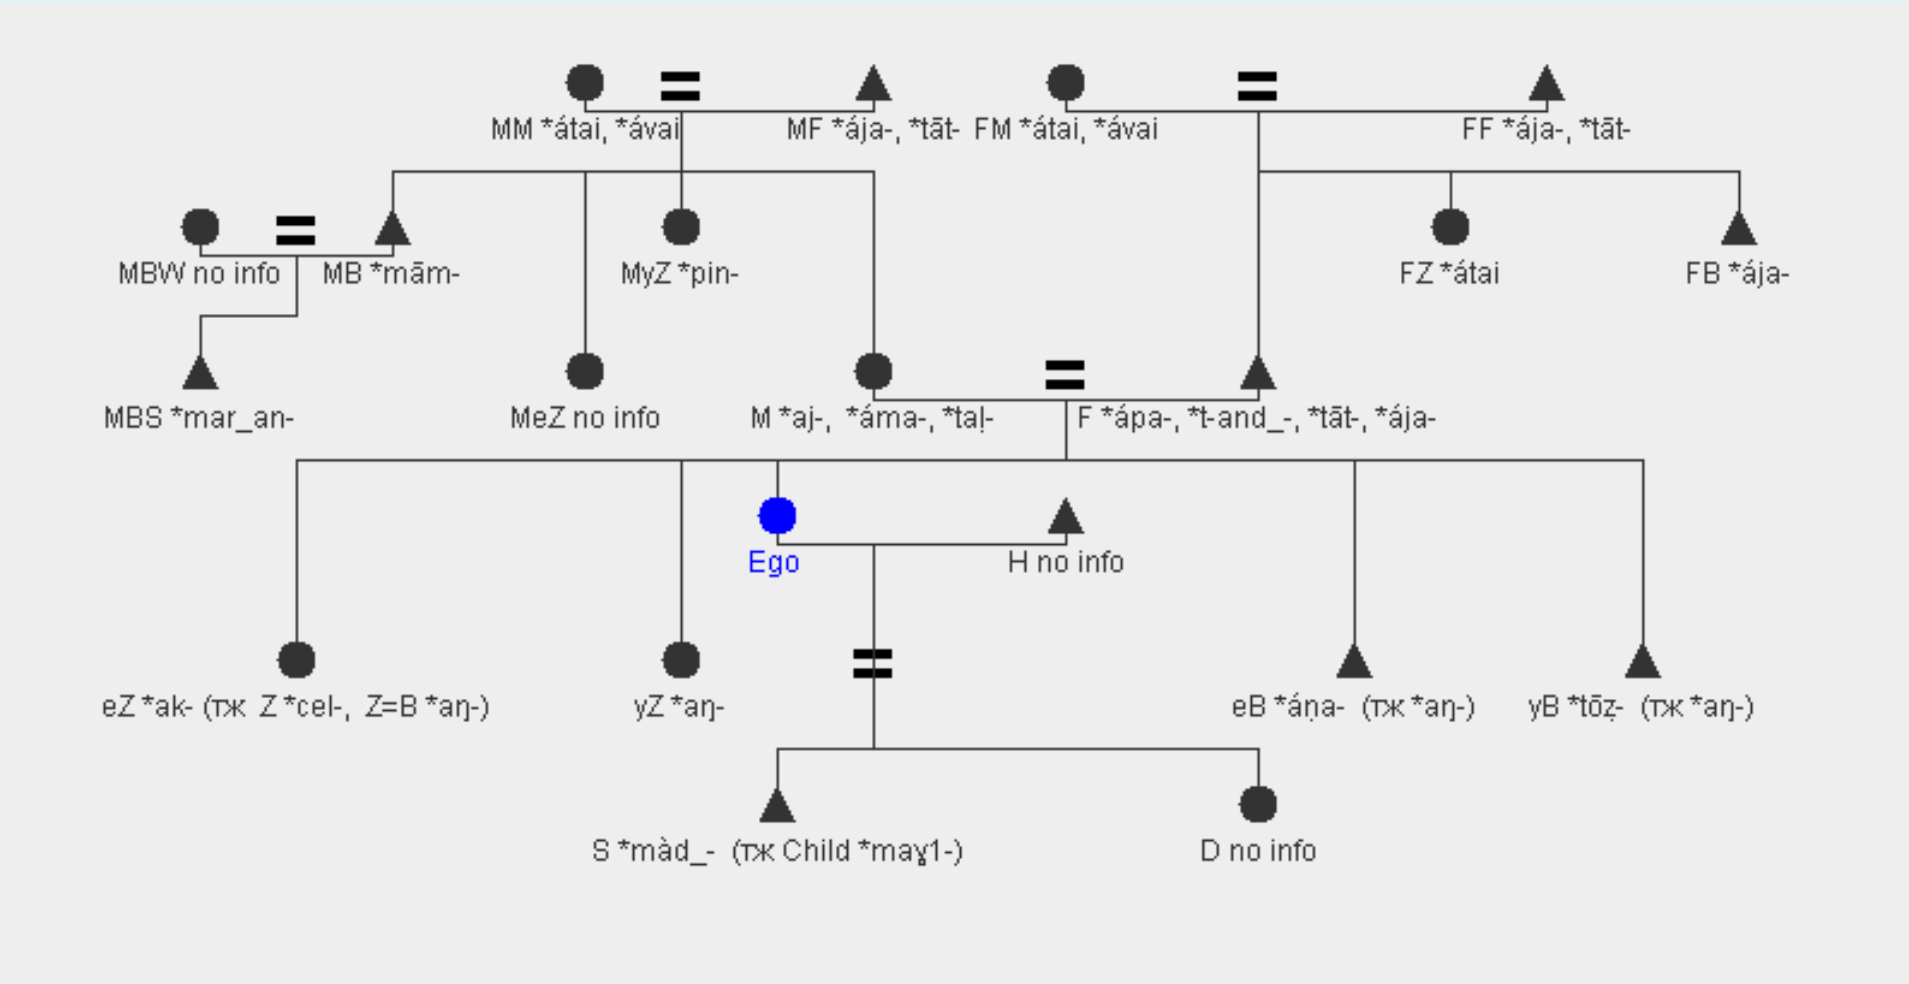 MM *átai, *ávai
MF *ája-, *tāt-
FM *átai, *ávai
FF *ája-, *tāt-
MBW no info
MB *mām-
MyZ *pin-
FZ *átai
FB *ája-
MBS *mar_an-
MeZ no info
M *aj-, *áma-, *taḷ-
F *ápa-, *t-and_-, *tāt-, *ája-
Ego
H no info
eZ *ak- (тж Z *cel-, Z=B *aŋ-)
yZ *aŋ-
eB *áṇa- (тж *aŋ-)
yB *tōẓ- (тж *aŋ-)
S *màd_- (тж Child *maɣ1-)
D no info